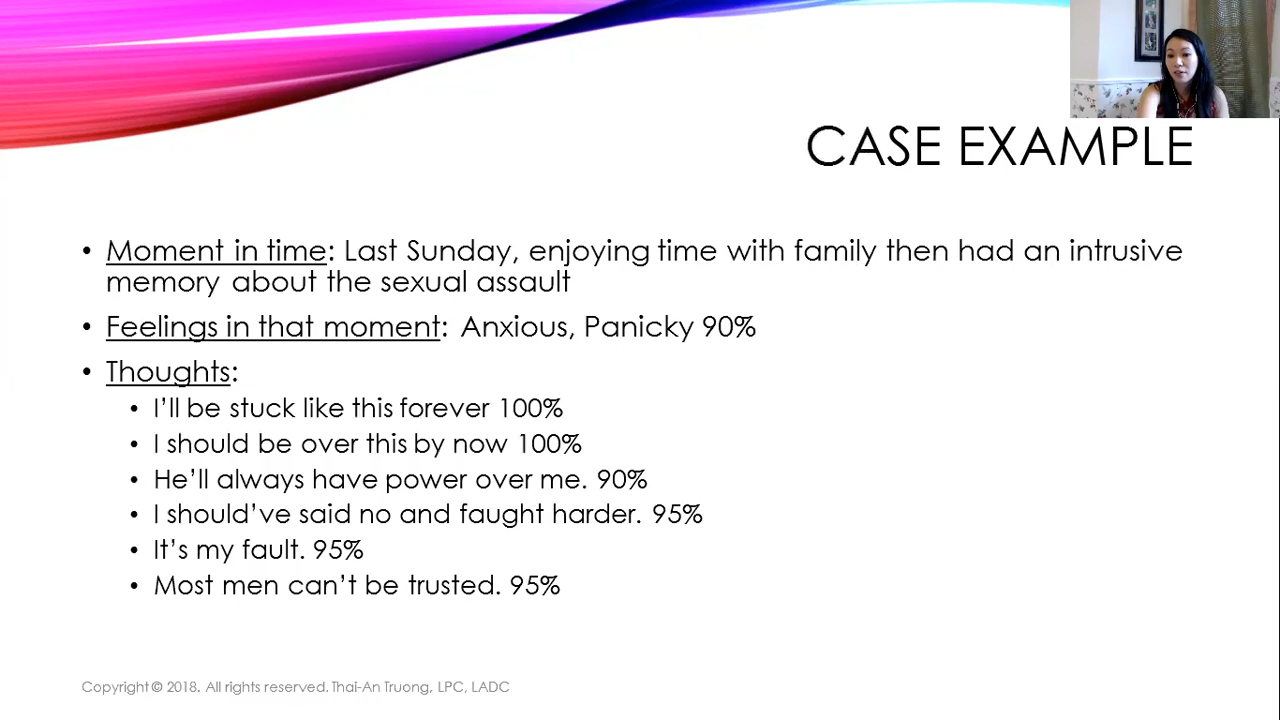 CASE EXAMPLE
• Moment in time: Last Sunday, enjoying time with family then had an intrusive
memory about the sexual assault
• Feelings in that moment: Anxious, Panicky 90%
• Thoughts:
• I'll be stuck like this forever 100%
• I should be over this by now 100%
• He'll always have power over me. 90%
• I should've said no and faught harder. 95%
• It's my fault. 95%
• Most men can't be trusted. 95%
Copyright © 2018. All rights reserved. Thai-An Truong, LPC, LADC